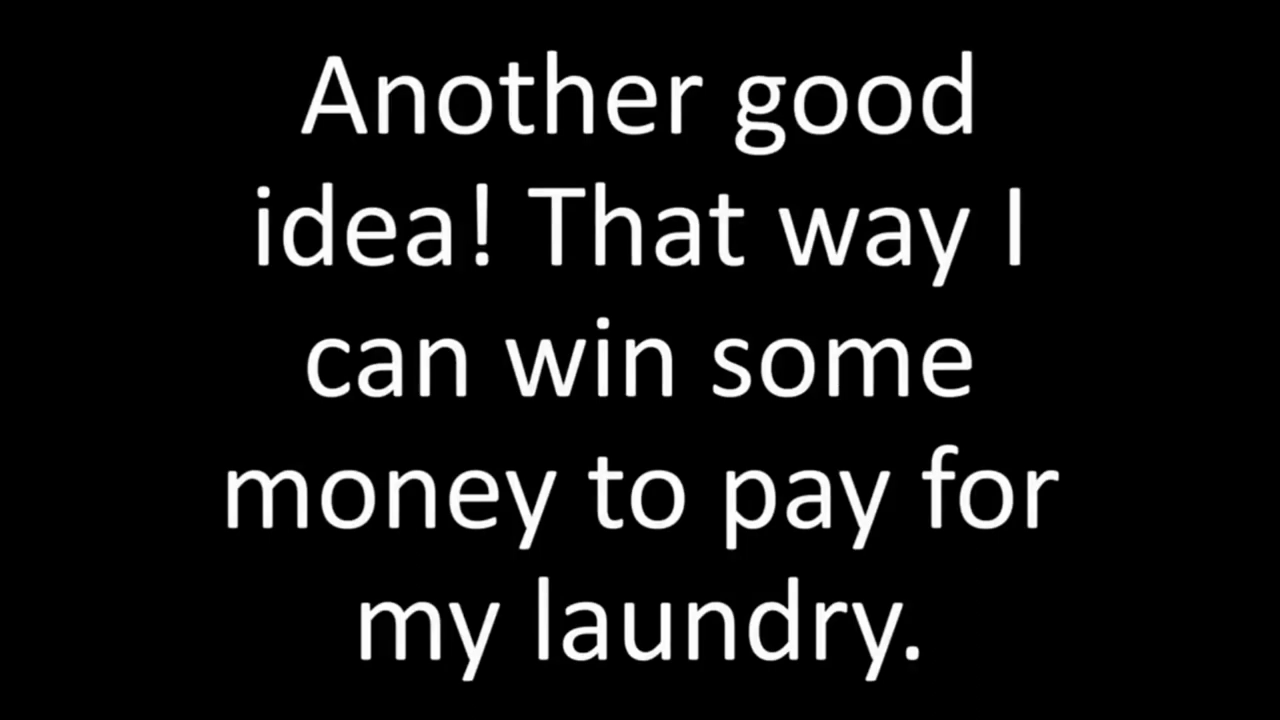 Another good
idea! That way I
can win some
money to pay for
my laundry.